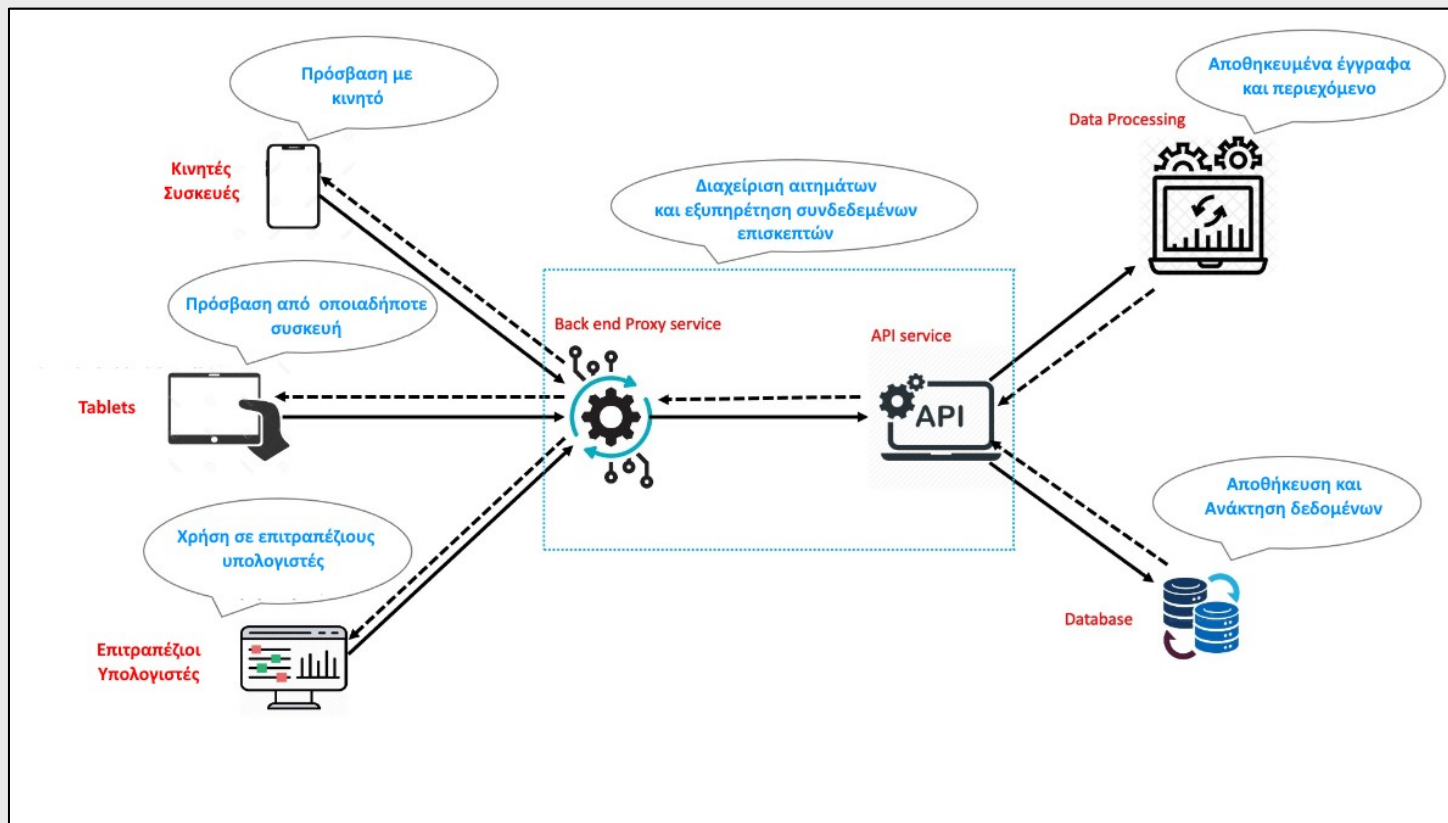 Πρόσβαση με
κινητό
Κινητές
Συσκευές
Πρόσβαση από οποιαδήποτε
συσκευή
Tablets
Χρήση σε επιτραπέζιους
υπολογιστές
Επιτραπέζιοι
Υπολογιστές
Διαχείριση αιτημάτων
και εξυπηρέτηση συνδεδεμένων
επισκεπτών
Back end Proxy service
API service
API
Αποθηκευμένα έγγραφα
και περιεχόμενο
Data Processing
Αποθήκευση και
Ανάκτηση δεδομένων
Database